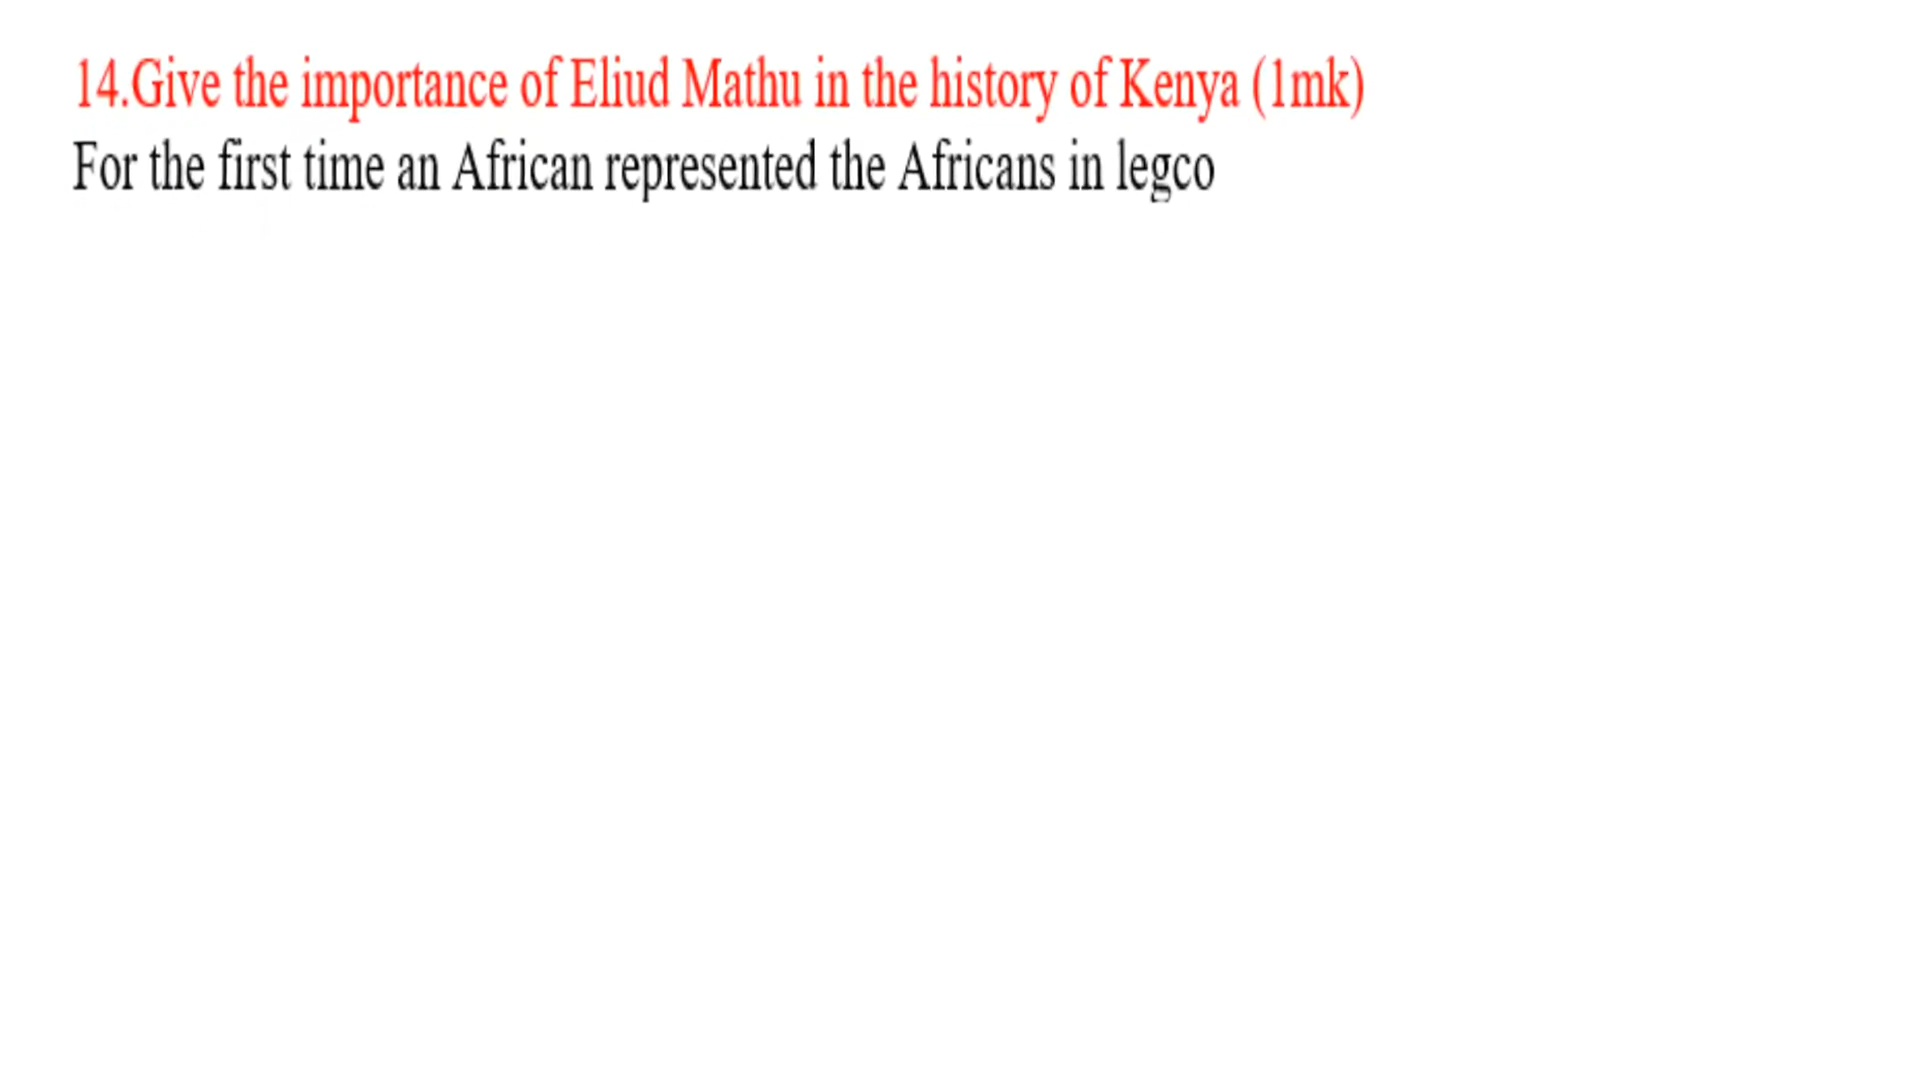 14.Give the importance of Eliud Mathu in the history of Kenya (1mk)
For the first time an African represented the Africans in legco